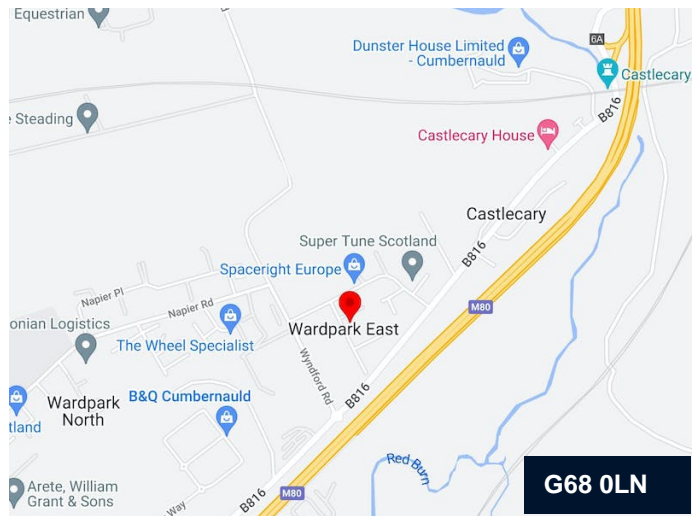 Equestrian
6A
Dunster House Limited
- Cumbernauld
Castlecary
e Steading
B816
Castlecary House
Castlecary
Super Tune Scotland
B816
Spaceright Europe
Napier Pl
Napier Rd
M80
onian Logistics
Wardpark East
The Wheel Specialist
Wyndford Rd
B&Q Cumbernauld
B816
Wardpark
North
tland
Red Burn
Arete, William
Grant & Sons
Way
B816
M80
G68 0LN